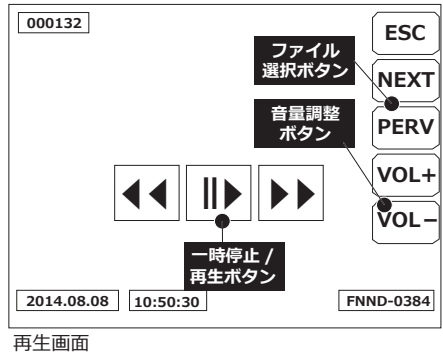 000132
ESC
ファイル
選択ボタン
NEXT
音量調整
ボタン
PERV
VOL+
VOL−
一時停止 /
再生ボタン
2014.08.08
10:50:30
FNND-0384
再生画面